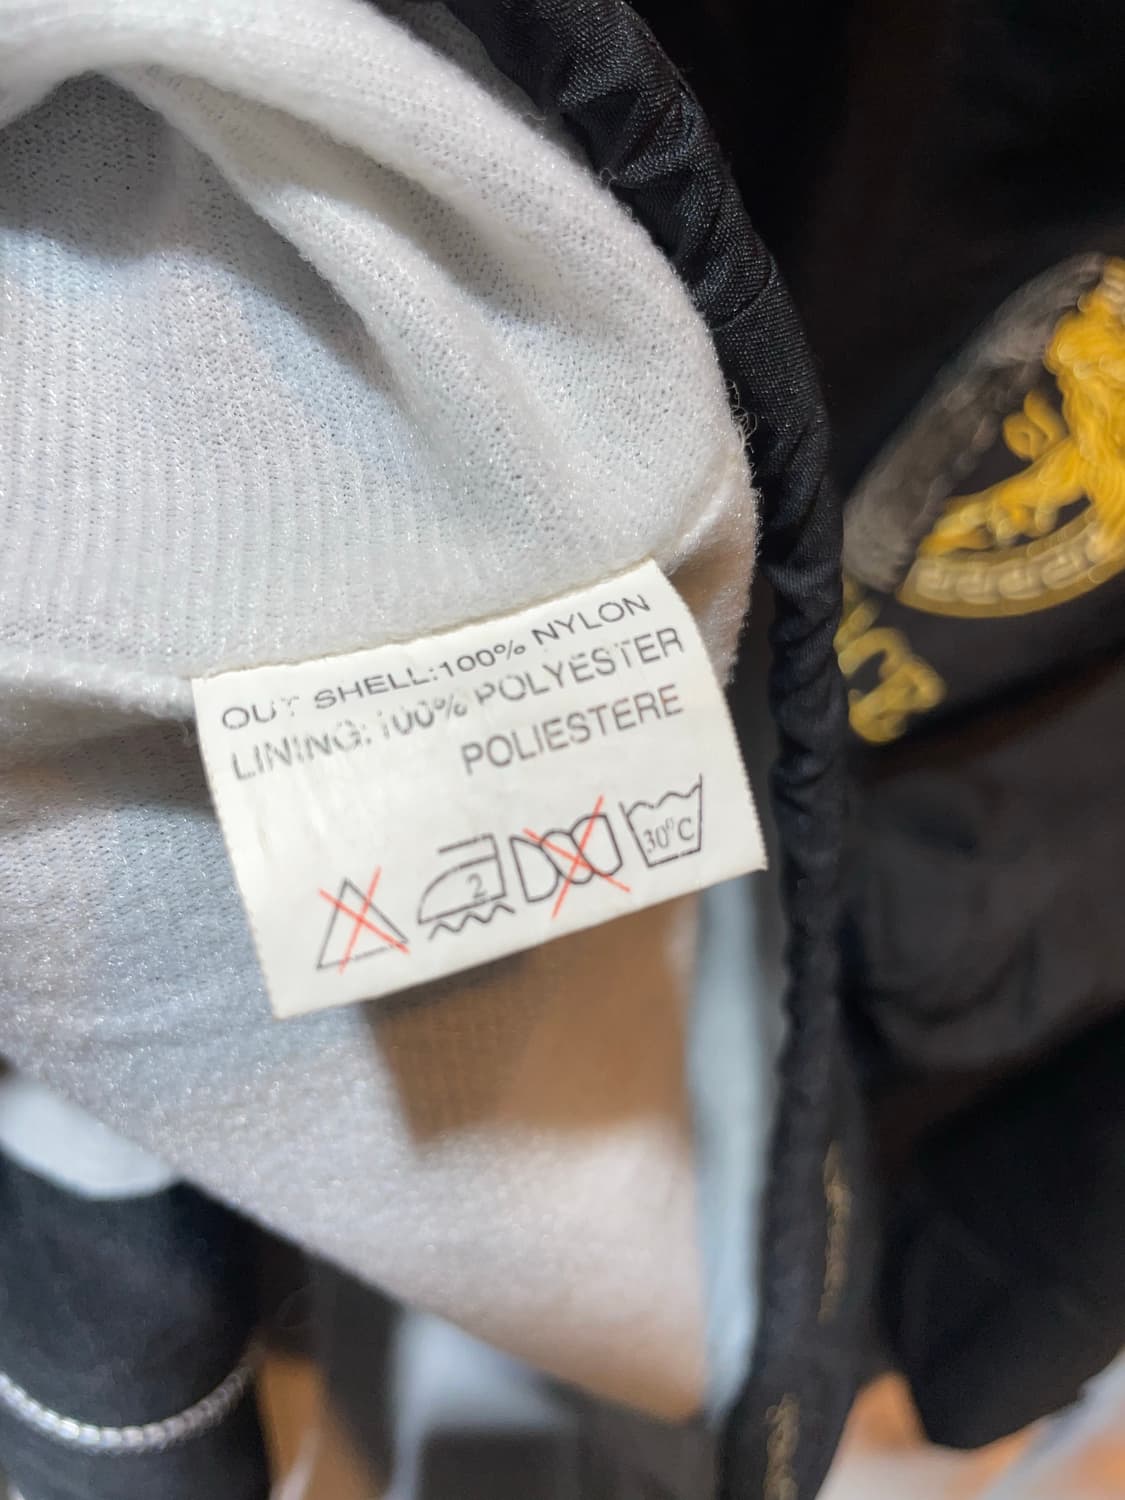 OUT SHELL:100% NYLON
LINING:100% POLYESTER
POLIESTERE
2
30°C